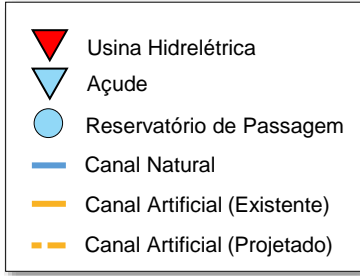 Usina Hidrelétrica
Açude
Reservatório de Passagem
Canal Natural
Canal Artificial (Existente)
Canal Artificial (Projetado)